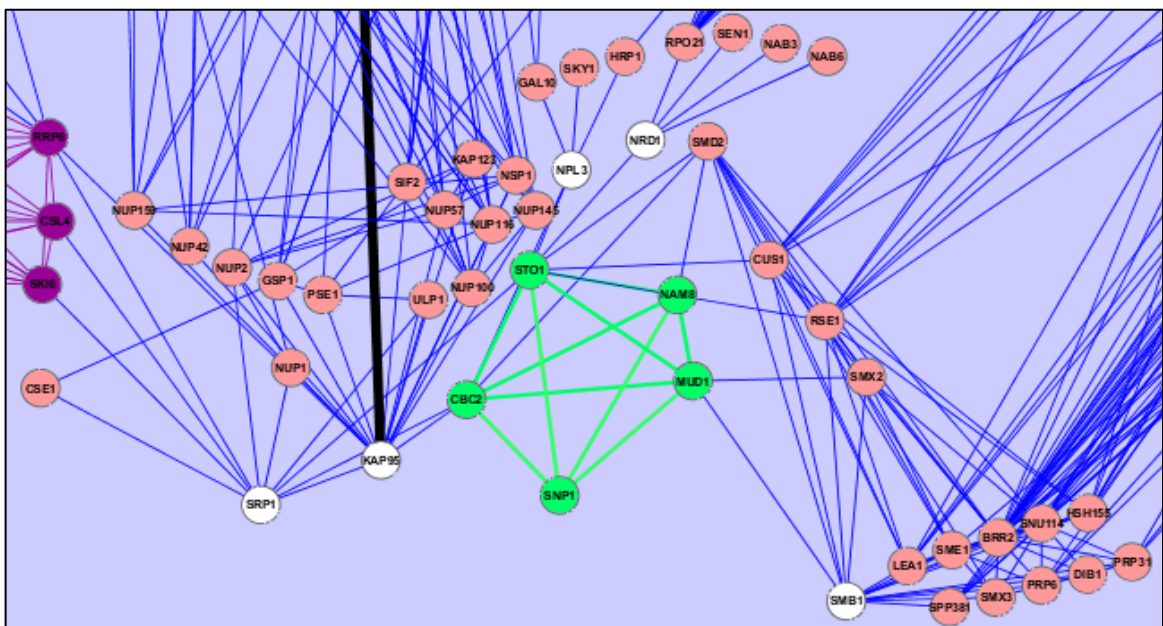 SEN1
RPO21
NAB3
HRP1
NAB6
SKY1
GAL10
RRP6
NRD1
SMD2
KAP123
NPL3
NSP1
SIF2
NUP159
NUP57
NUP145
CSL4
NUP116
NUP42
CUS1
NUP2
STO1
GSP1
SKI6
NUP100
PSE1
NAM8
ULP1
RSE1
NUP1
SMX2
MUD1
CSE1
CBC2
KAP95
SNP1
SRP1
HSH155
SNU114
BRR2
SME1
PRP31
LEA1
DIB1
PRP6
SMX3
SMB1
SPP381